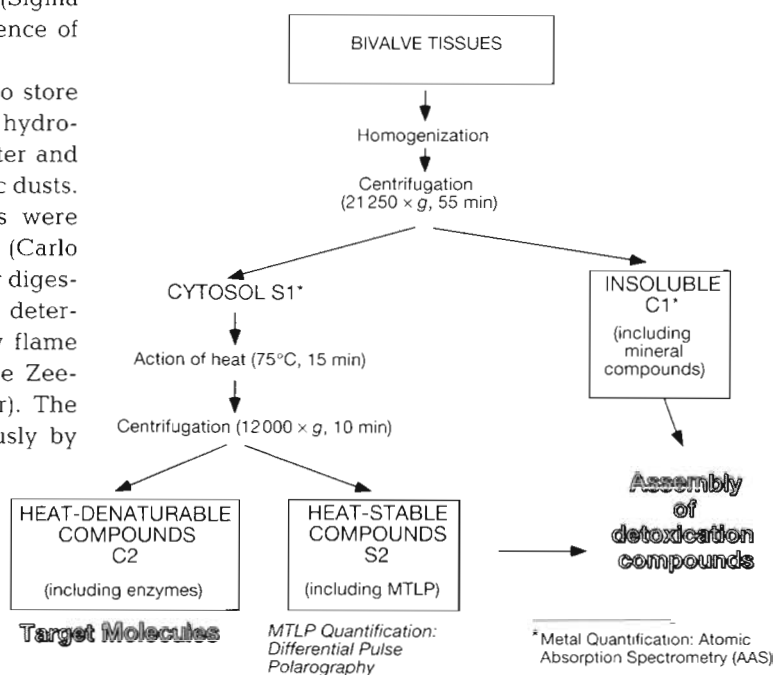 (Sigma
ence of
o store
hydro-
ter and
c dusts.
s were
(Carlo
r diges-
deter-
y flame
e Zee-
r). The
usly by
BIVALVE TISSUES
Homogenization
Centrifugation
(21 250 × g, 55 min)
CYTOSOL S1*
Action of heat (75°C, 15 min)
Centrifugation (12 000 × g, 10 min)
INSOLUBLE
C1*
(including
mineral
compounds)
HEAT-DENATURABLE
COMPOUNDS
C2
(including enzymes)
Target Molecules
HEAT-STABLE
COMPOUNDS
S2
(including MTLP)
MTLP Quantification:
Differential Pulse
Polarography
Assembly
of
detoxication
compounds
*Metal Quantification: Atomic
Absorption Spectrometry (AAS)